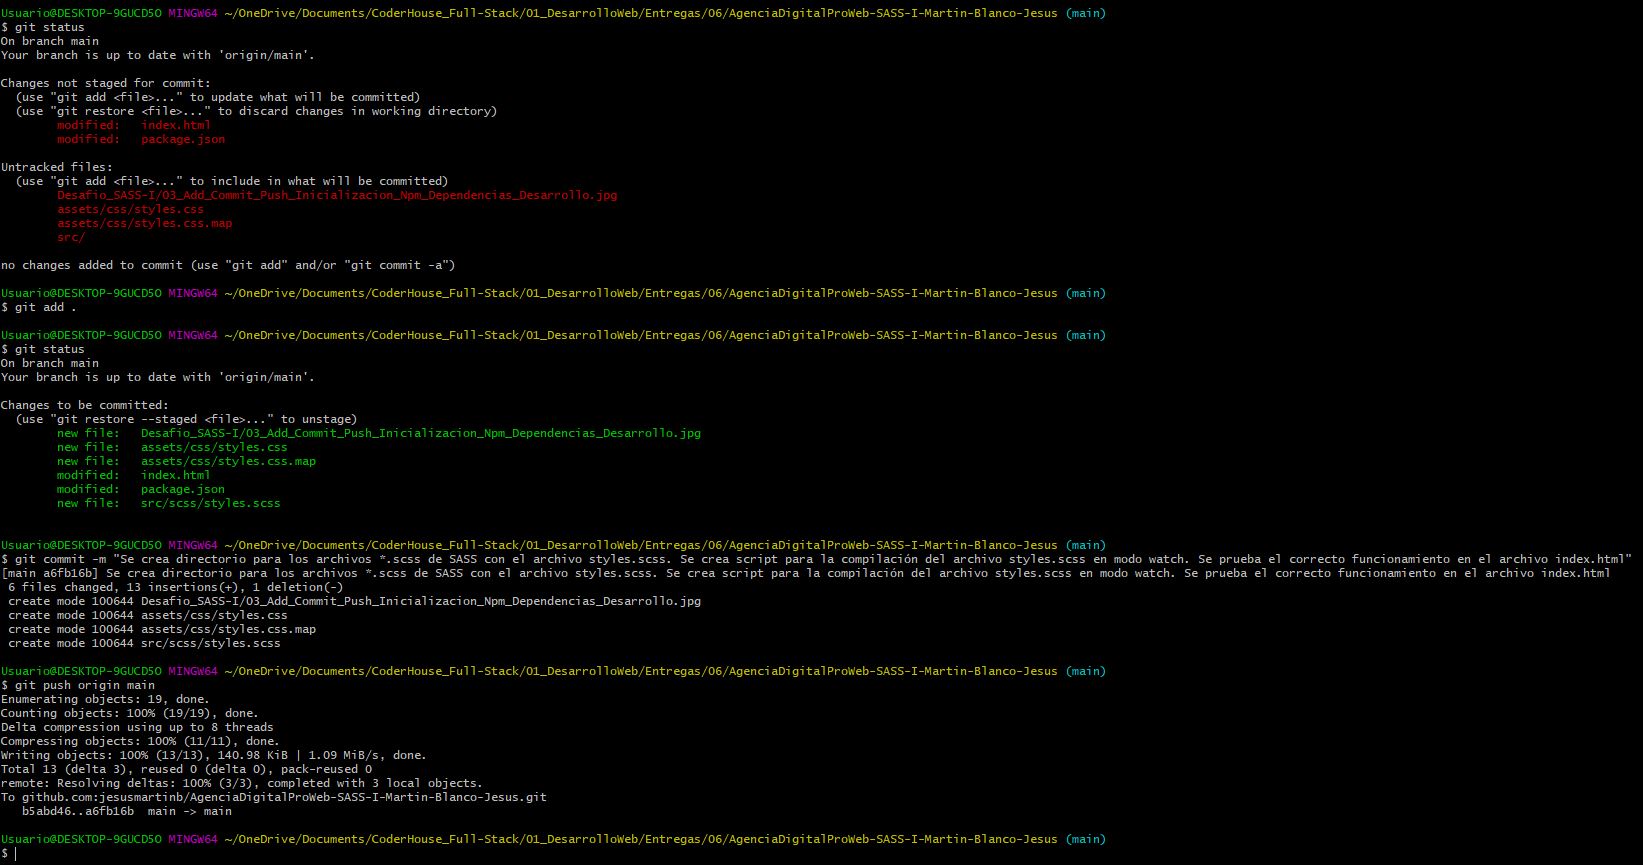 Usuario@DESKTOP-9GUCD5O MINGW64 ~/OneDrive/Documents/CoderHouse_Full-Stack/01_DesarrolloWeb/Entregas/06/AgenciaDigitalProWeb-SASS-I-Martin-Blanco-Jesus (main)
$ git status
On branch main
Your branch is up to date with 'origin/main'.
Changes not staged for commit:
(use "git add <file>..." to update what will be committed)
(use "git restore <file>..." to discard changes in working directory)
modified:   index.html
modified:   package.json
Untracked files:
(use "git add <file>..." to include in what will be committed)
Desafio_SASS-I/03_Add_Commit_Push_Inicializacion_Npm_Dependencias_Desarrollo.jpg
assets/css/styles.css
assets/css/styles.css.map
src/
no changes added to commit (use "git add" and/or "git commit -a")
Usuario@DESKTOP-9GUCD5O MINGW64 ~/OneDrive/Documents/CoderHouse_Full-Stack/01_DesarrolloWeb/Entregas/06/AgenciaDigitalProWeb-SASS-I-Martin-Blanco-Jesus (main)
$ git add .
Usuario@DESKTOP-9GUCD5O MINGW64 ~/OneDrive/Documents/CoderHouse_Full-Stack/01_DesarrolloWeb/Entregas/06/AgenciaDigitalProWeb-SASS-I-Martin-Blanco-Jesus (main)
$ git status
On branch main
Your branch is up to date with 'origin/main'.
Changes to be committed:
(use "git restore --staged <file>..." to unstage)
new file:   Desafio_SASS-I/03_Add_Commit_Push_Inicializacion_Npm_Dependencias_Desarrollo.jpg
new file:   assets/css/styles.css
new file:   assets/css/styles.css.map
modified:   index.html
modified:   package.json
new file:   src/scss/styles.scss
Usuario@DESKTOP-9GUCD5O MINGW64 ~/OneDrive/Documents/CoderHouse_Full-Stack/01_DesarrolloWeb/Entregas/06/AgenciaDigitalProWeb-SASS-I-Martin-Blanco-Jesus (main)
$ git commit -m "Se crea directorio para los archivos *.scss de SASS con el archivo styles.scss. Se crea script para la compilación del archivo styles.scss en modo watch. Se prueba el correcto funcionamiento en el archivo index.html"
[main a6fb16b] Se crea directorio para los archivos *.scss de SASS con el archivo styles.scss. Se crea script para la compilación del archivo styles.scss en modo watch. Se prueba el correcto funcionamiento en el archivo index.html
6 files changed, 13 insertions(+), 1 deletion(-)
create mode 100644 Desafio_SASS-I/03_Add_Commit_Push_Inicializacion_Npm_Dependencias_Desarrollo.jpg
create mode 100644 assets/css/styles.css
create mode 100644 assets/css/styles.css.map
create mode 100644 src/scss/styles.scss
Usuario@DESKTOP-9GUCD5O MINGW64 ~/OneDrive/Documents/CoderHouse_Full-Stack/01_DesarrolloWeb/Entregas/06/AgenciaDigitalProWeb-SASS-I-Martin-Blanco-Jesus (main)
$ git push origin main
Enumerating objects: 19, done.
Counting objects: 100% (19/19), done.
Delta compression using up to 8 threads
Compressing objects: 100% (11/11), done.
Writing objects: 100% (13/13), 140.98 KiB | 1.09 MiB/s, done.
Total 13 (delta 3), reused 0 (delta 0), pack-reused 0
remote: Resolving deltas: 100% (3/3), completed with 3 local objects.
To github.com:jesusmartinb/AgenciaDigitalProWeb-SASS-I-Martin-Blanco-Jesus.git
b5abd46..a6fb16b  main -> main
Usuario@DESKTOP-9GUCD5O MINGW64 ~/OneDrive/Documents/CoderHouse_Full-Stack/01_DesarrolloWeb/Entregas/06/AgenciaDigitalProWeb-SASS-I-Martin-Blanco-Jesus (main)
$